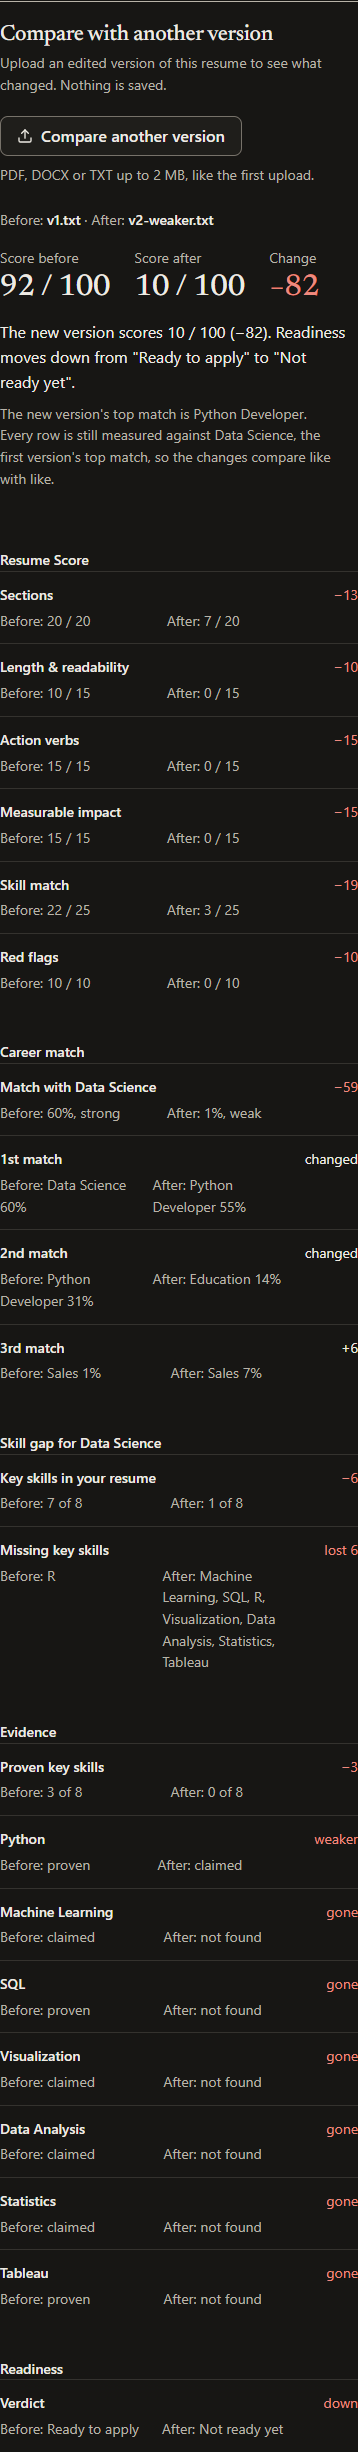 Compare with another version
Upload an edited version of this resume to see what
changed. Nothing is saved.
Compare another version
PDF, DOCX or TXT up to 2 MB, like the first upload.
Before: v1.txt · After: v2-weaker.txt
Score before Score after Change
92 / 100 10 / 100 −82
The new version scores 10 / 100 (−82). Readiness
moves down from "Ready to apply" to "Not
ready yet".
The new version's top match is Python Developer.
Every row is still measured against Data Science, the
first version's top match, so the changes compare like
with like.
Resume Score
Sections −13
Before: 20 / 20 After: 7 / 20
Length & readability −10
Before: 10 / 15 After: 0 / 15
Action verbs −15
Before: 15 / 15 After: 0 / 15
Measurable impact −15
Before: 15 / 15 After: 0 / 15
Skill match −19
Before: 22 / 25 After: 3 / 25
Red flags −10
Before: 10 / 10 After: 0 / 10
Career match
Match with Data Science −59
Before: 60%, strong After: 1%, weak
1st match changed
Before: Data Science After: Python
60% Developer 55%
2nd match changed
Before: Python After: Education 14%
Developer 31%
3rd match +6
Before: Sales 1% After: Sales 7%
Skill gap for Data Science
Key skills in your resume −6
Before: 7 of 8 After: 1 of 8
Missing key skills lost 6
Before: R After: Machine
Learning, SQL, R,
Visualization, Data
Analysis, Statistics,
Tableau
Evidence
Proven key skills −3
Before: 3 of 8 After: 0 of 8
Python weaker
Before: proven After: claimed
Machine Learning gone
Before: claimed After: not found
SQL gone
Before: proven After: not found
Visualization gone
Before: claimed After: not found
Data Analysis gone
Before: claimed After: not found
Statistics gone
Before: claimed After: not found
Tableau gone
Before: proven After: not found
Readiness
Verdict down
Before: Ready to apply After: Not ready yet